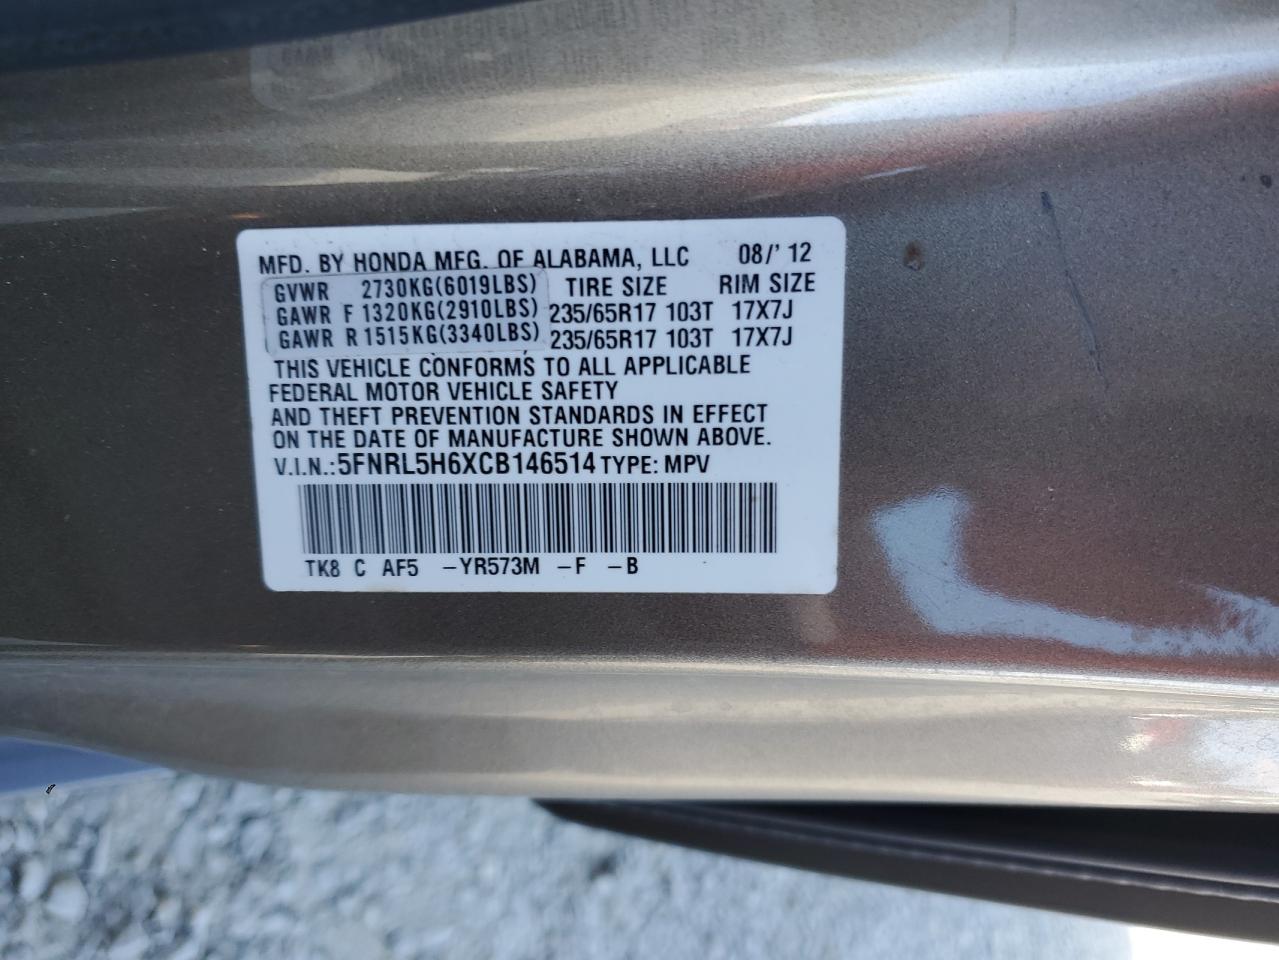 MFD. BY HONDA MFG. OF ALABAMA, LLC 08/'12
GVWR 2730KG(6019LBS) TIRE SIZE RIM SIZE
GAWR F 1320KG(2910LBS) 235/65R17 103T 17X7J
GAWR R 1515KG(3340LBS) 235/65R17 103T 17X7J
THIS VEHICLE CONFORMS TO ALL APPLICABLE
FEDERAL MOTOR VEHICLE SAFETY
AND THEFT PREVENTION STANDARDS IN EFFECT
ON THE DATE OF MANUFACTURE SHOWN ABOVE.
V.I.N.:5FNRL5H6XCB146514 TYPE: MPV
TK8 C AF5 -YR573M -F -B